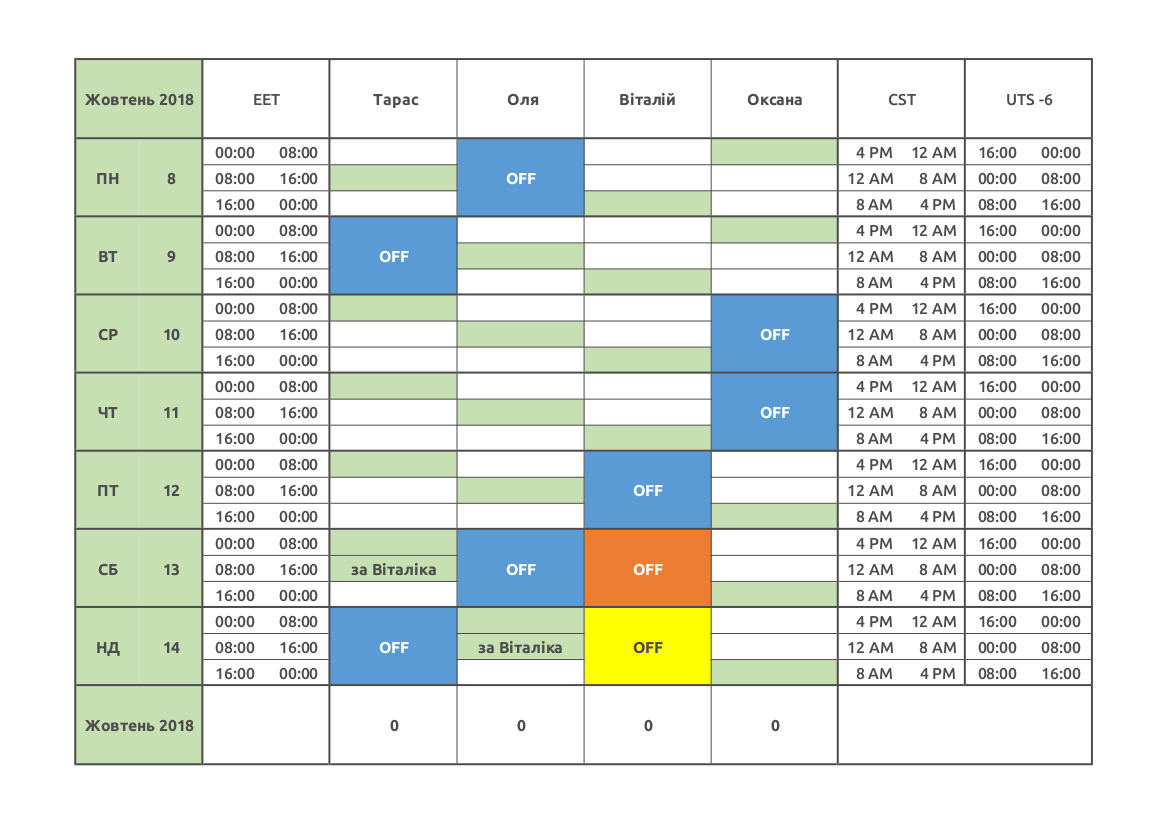 Жовтень 2018 EET Тарас Оля Віталій Оксана CST UTS -6
00:00 08:00 4 PM 12 AM 16:00 00:00
ПН 8 08:00 16:00 OFF 12 AM 8 AM 00:00 08:00
16:00 00:00 8 AM 4 PM 08:00 16:00
00:00 08:00 4 PM 12 AM 16:00 00:00
ВТ 9 08:00 16:00 OFF 12 AM 8 AM 00:00 08:00
16:00 00:00 8 AM 4 PM 08:00 16:00
00:00 08:00 4 PM 12 AM 16:00 00:00
СР 10 08:00 16:00 OFF 12 AM 8 AM 00:00 08:00
16:00 00:00 8 AM 4 PM 08:00 16:00
00:00 08:00 4 PM 12 AM 16:00 00:00
ЧТ 11 08:00 16:00 OFF 12 AM 8 AM 00:00 08:00
16:00 00:00 8 AM 4 PM 08:00 16:00
00:00 08:00 4 PM 12 AM 16:00 00:00
ПТ 12 08:00 16:00 OFF 12 AM 8 AM 00:00 08:00
16:00 00:00 8 AM 4 PM 08:00 16:00
00:00 08:00 4 PM 12 AM 16:00 00:00
СБ 13 08:00 16:00 за Віталіка OFF OFF 12 AM 8 AM 00:00 08:00
16:00 00:00 8 AM 4 PM 08:00 16:00
00:00 08:00 4 PM 12 AM 16:00 00:00
НД 14 08:00 16:00 OFF за Віталіка OFF 12 AM 8 AM 00:00 08:00
16:00 00:00 8 AM 4 PM 08:00 16:00
Жовтень 2018 0 0 0 0